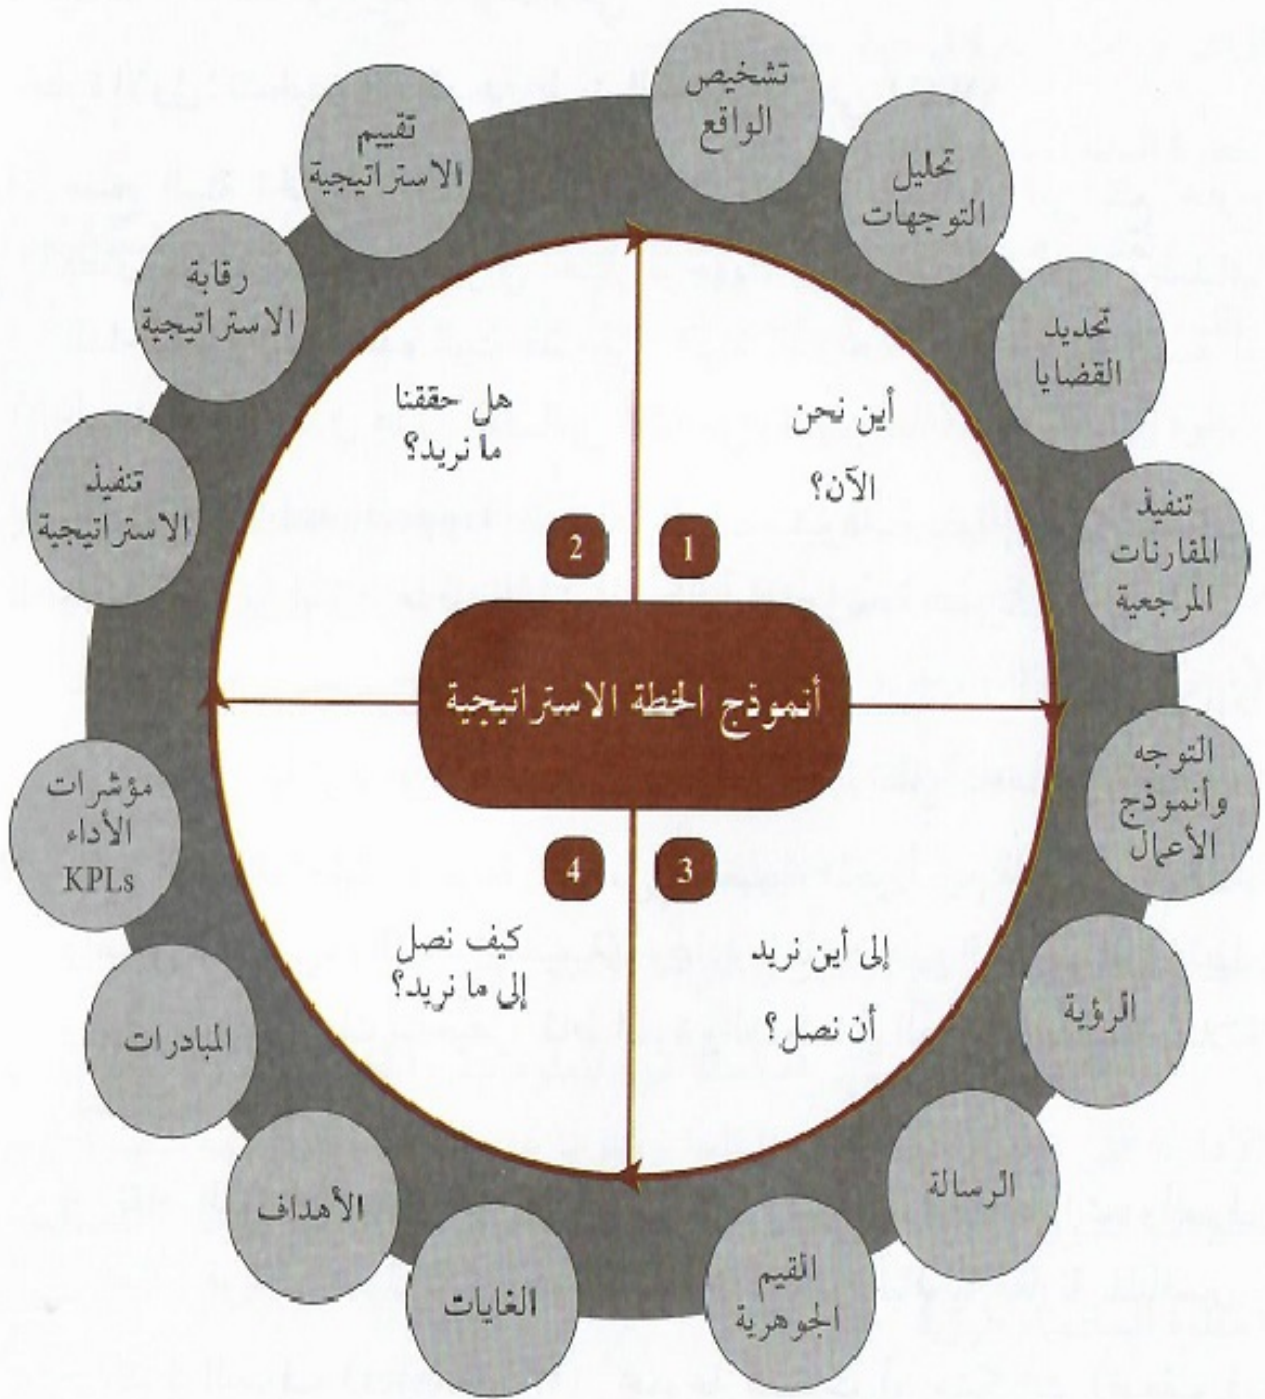 تشخيص
الواقع
تحليل
التوجهات
تحديد
القضايا
تنفيذ
المقارنات
المرجعية
التوجه
وأنموذج
الأعمال
الرؤية
الرسالة
القيم
الجوهرية
الغايات
الأهداف
المبادرات
مؤشرات
الأداء
KPLs
تنفيذ
الاستراتيجية
رقابة
الاستراتيجية
تقييم
الاستراتيجية
أين نحن
الآن؟
1
هل حققنا
ما نريد؟
2
أنموذج الخطة الاستراتيجية
3
إلى أين نريد
أن نصل؟
4
كيف نصل
إلى ما نريد؟